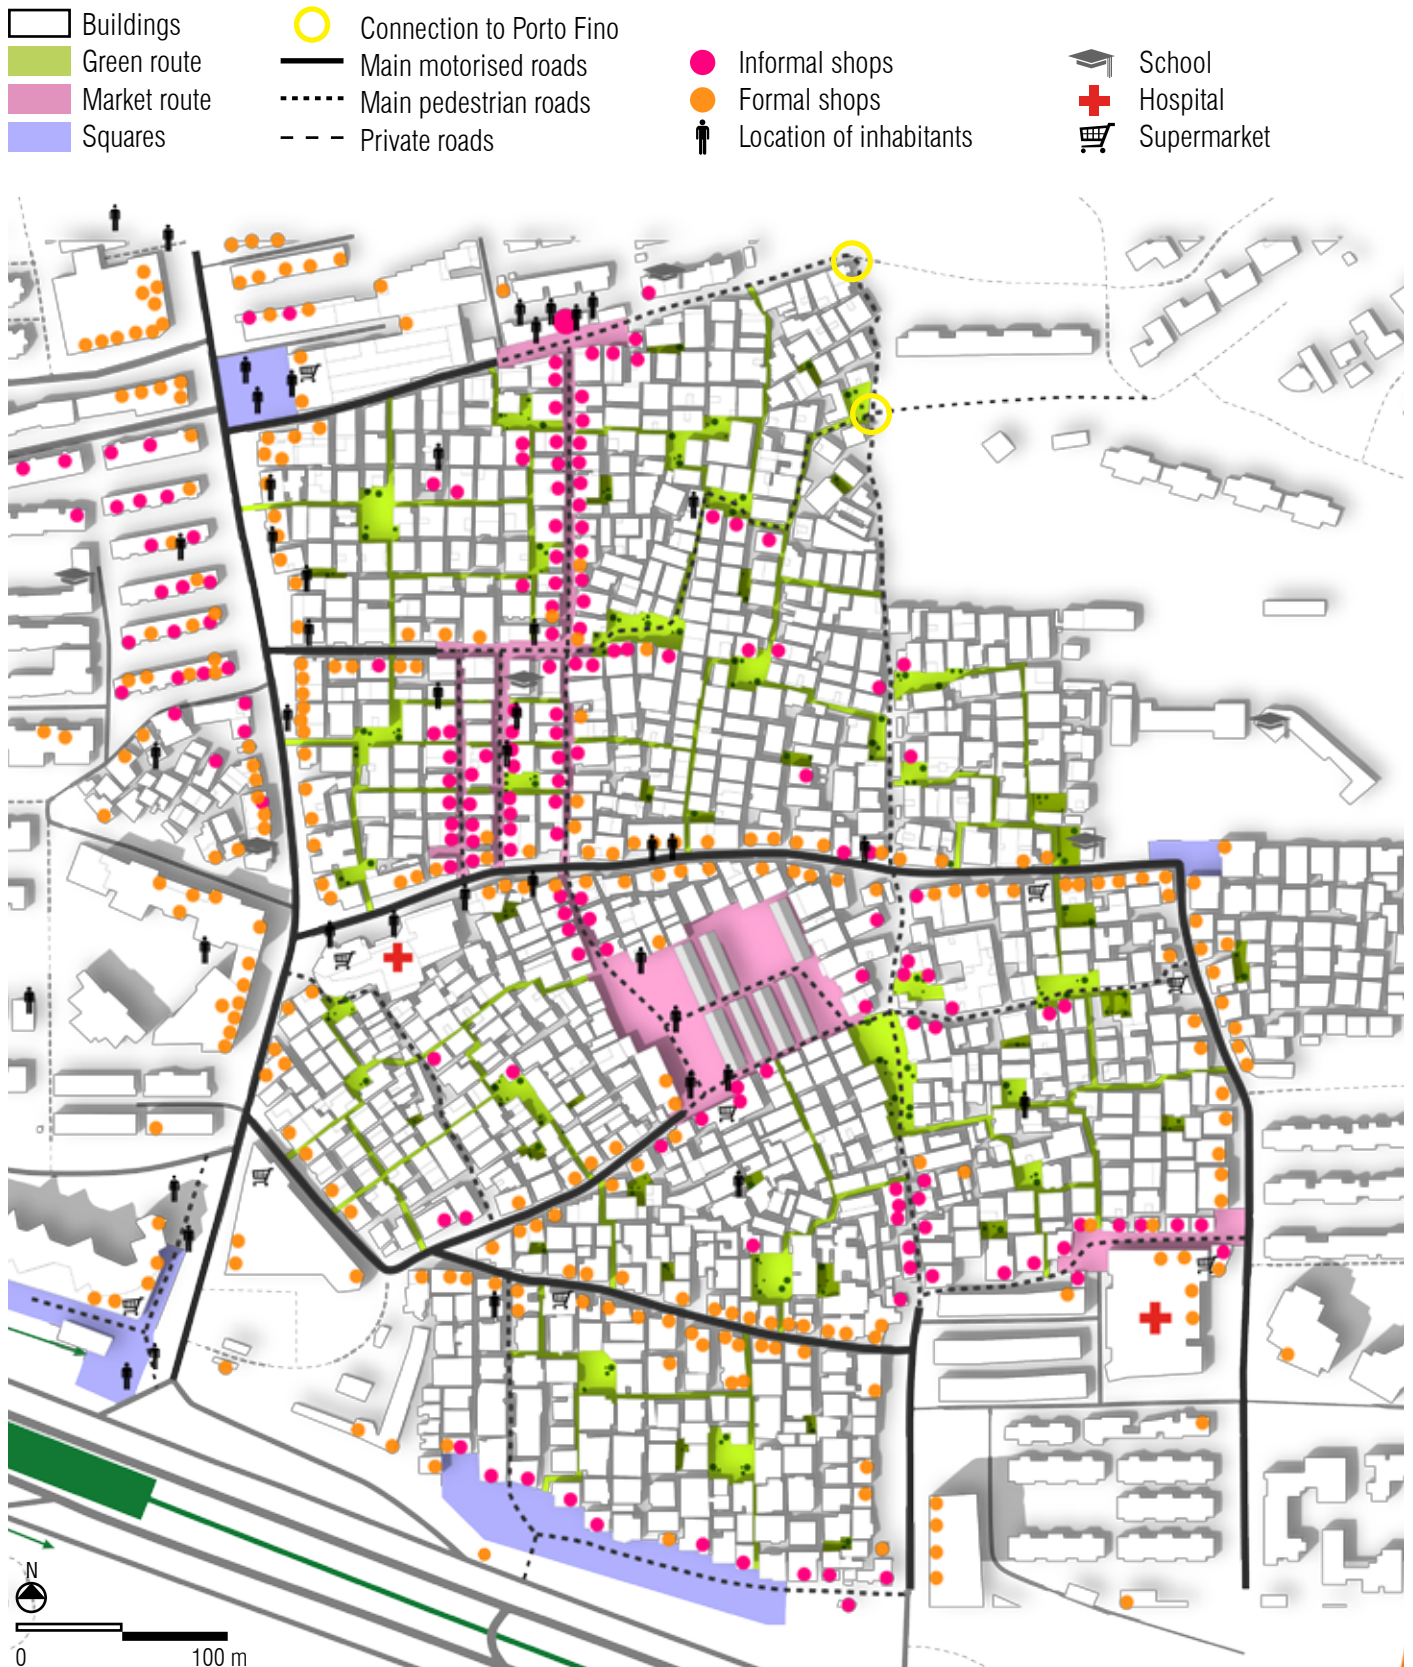 Buildings
Green route
Market route
Squares
Connection to Porto Fino
Main motorised roads
Main pedestrian roads
Private roads
Informal shops
Formal shops
Location of inhabitants
School
Hospital
Supermarket
N
0 100 m